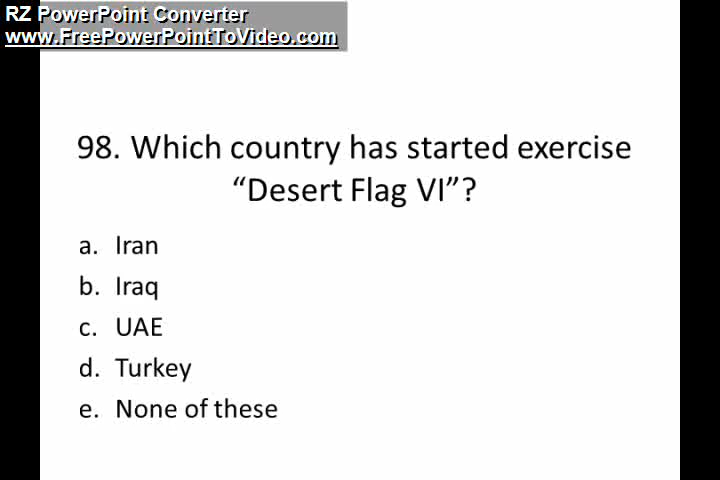 RZ PowerPoint Converter
www.FreePowerPointToVideo.com
98. Which country has started exercise
“Desert Flag VI”?
a. Iran
b. Iraq
c. UAE
d. Turkey
e. None of these